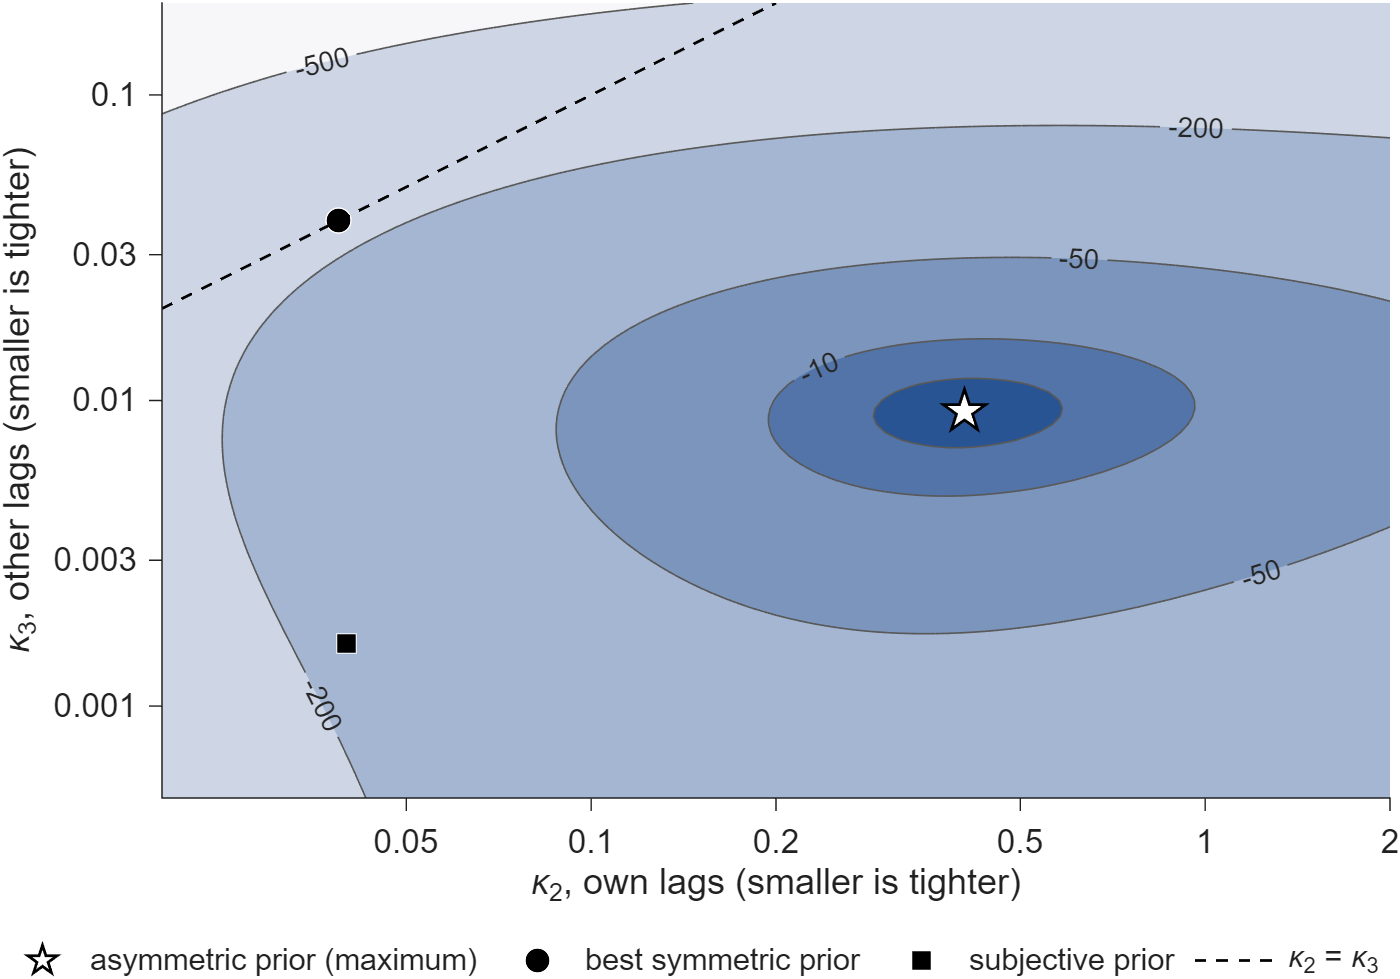 -500
-200
-50
-10
-50
-200
0.1
0.03
0.01
0.003
0.001
κ3, other lags (smaller is tighter)
0.05 0.1 0.2 0.5 1 2
κ2, own lags (smaller is tighter)
asymmetric prior (maximum) best symmetric prior subjective prior κ2 = κ3